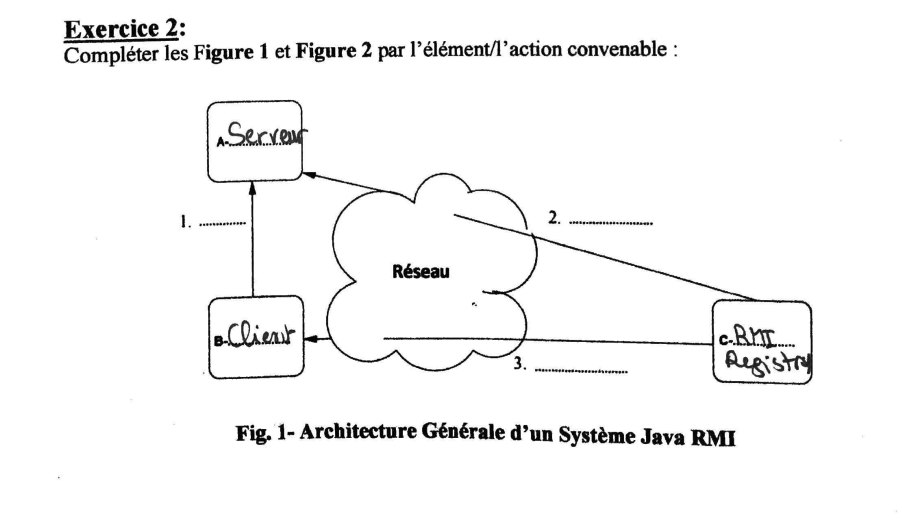 Exercice 2:
Compléter les Figure 1 et Figure 2 par l'élément/l'action convenable :
A-Serveur
1. ............
2. ......................
Réseau
B-Client
C-RMI.....
Registry
3. ........................
Fig. 1- Architecture Générale d'un Système Java RMI